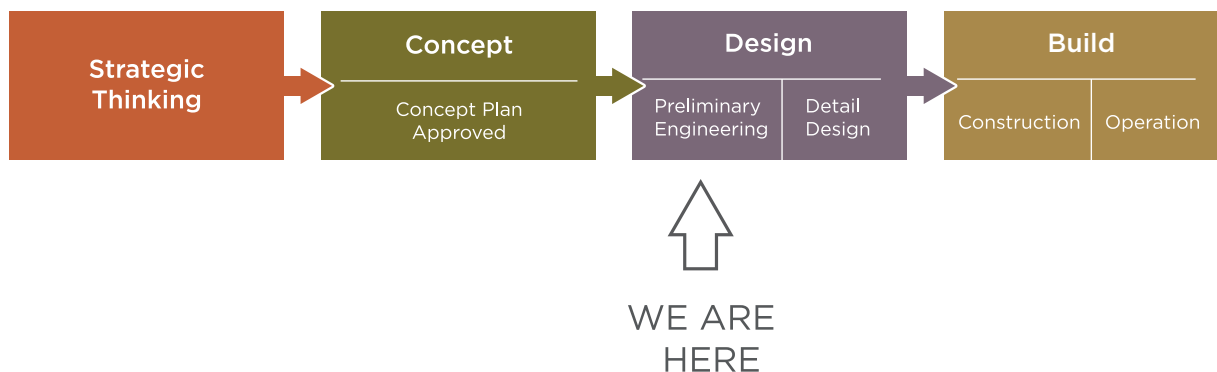 Strategic
Thinking
Concept
Concept Plan
Approved
Design
Preliminary
Engineering
Detail
Design
Build
Construction
Operation
WE ARE
HERE